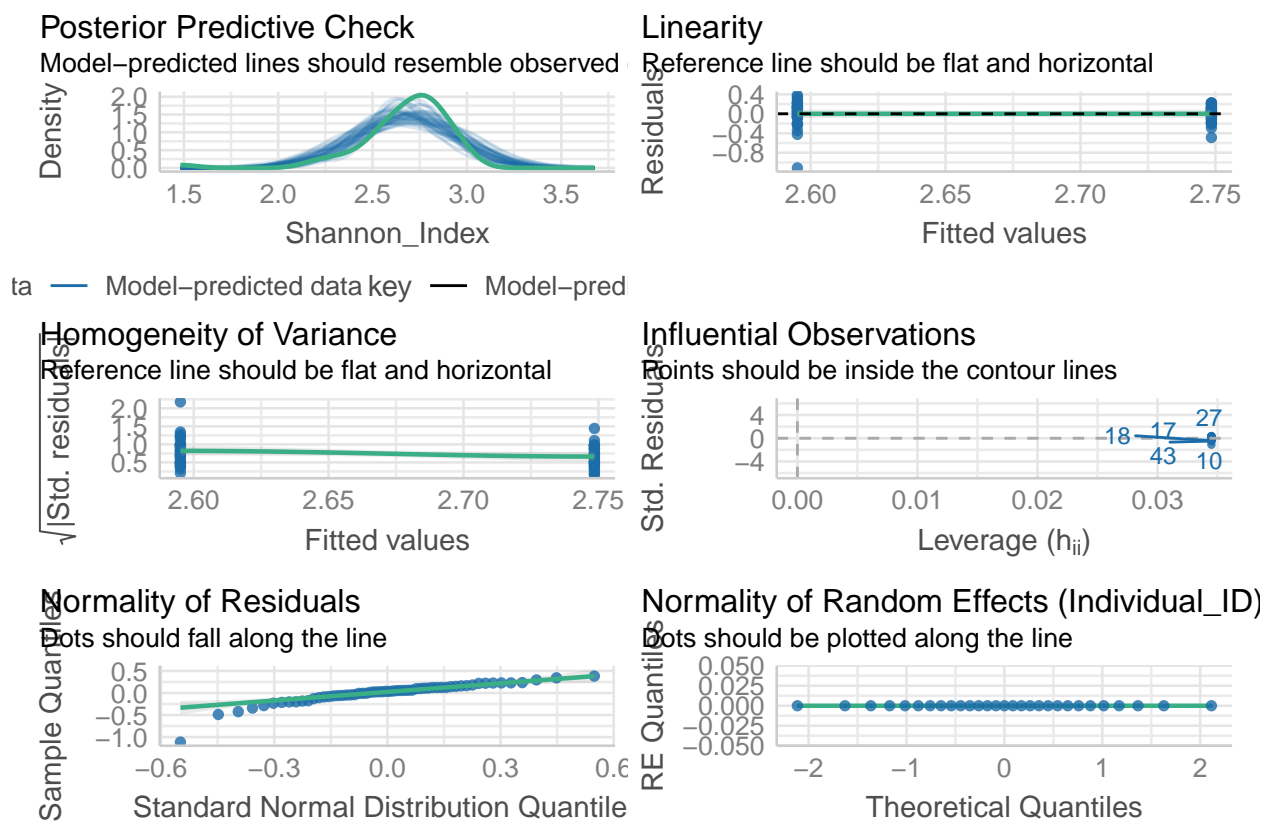 Posterior Predictive Check
Model−predicted lines should resemble observed
Density
2.0
1.5
1.0
0.5
0.0
1.5 2.0 2.5 3.0 3.5
Shannon_Index
ta Model−predicted data key Model−pred
Linearity
Reference line should be flat and horizontal
Residuals
0.4
0.0
−0.4
−0.8
2.60 2.65 2.70 2.75
Fitted values
Homogeneity of Variance
Reference line should be flat and horizontal
√|Std. residuals|
2.0
1.5
1.0
0.5
2.60 2.65 2.70 2.75
Fitted values
Influential Observations
Points should be inside the contour lines
Std. Residuals
4
0
−4
18 17 27
43 10
0.00 0.01 0.02 0.03
Leverage (hii)
Normality of Residuals
Dots should fall along the line
Sample Quantiles
0.5
0.0
−0.5
−1.0
−0.6 −0.3 0.0 0.3 0.6
Standard Normal Distribution Quantile
Normality of Random Effects (Individual_ID)
Dots should be plotted along the line
RE Quantiles
0.050
0.025
0.000
−0.025
−0.050
−2 −1 0 1 2
Theoretical Quantiles